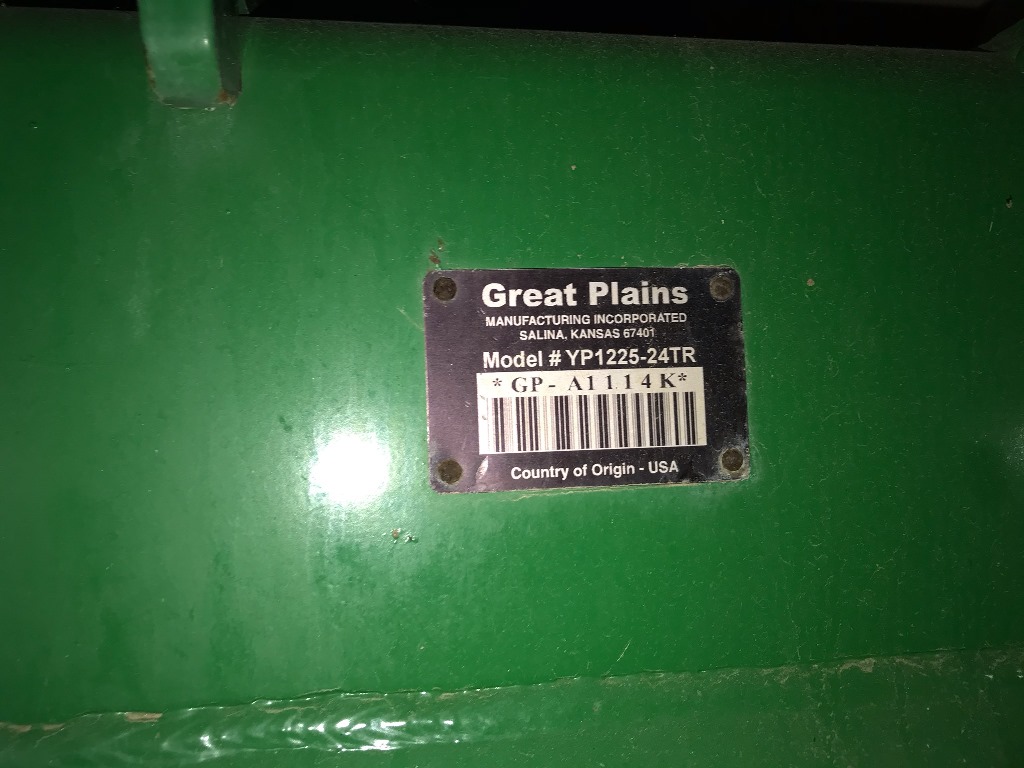 Great Plains
MANUFACTURING INCORPORATED
SALINA, KANSAS 67401
Model # YP1225-24TR
*GP-A1114K*
Country of Origin - USA